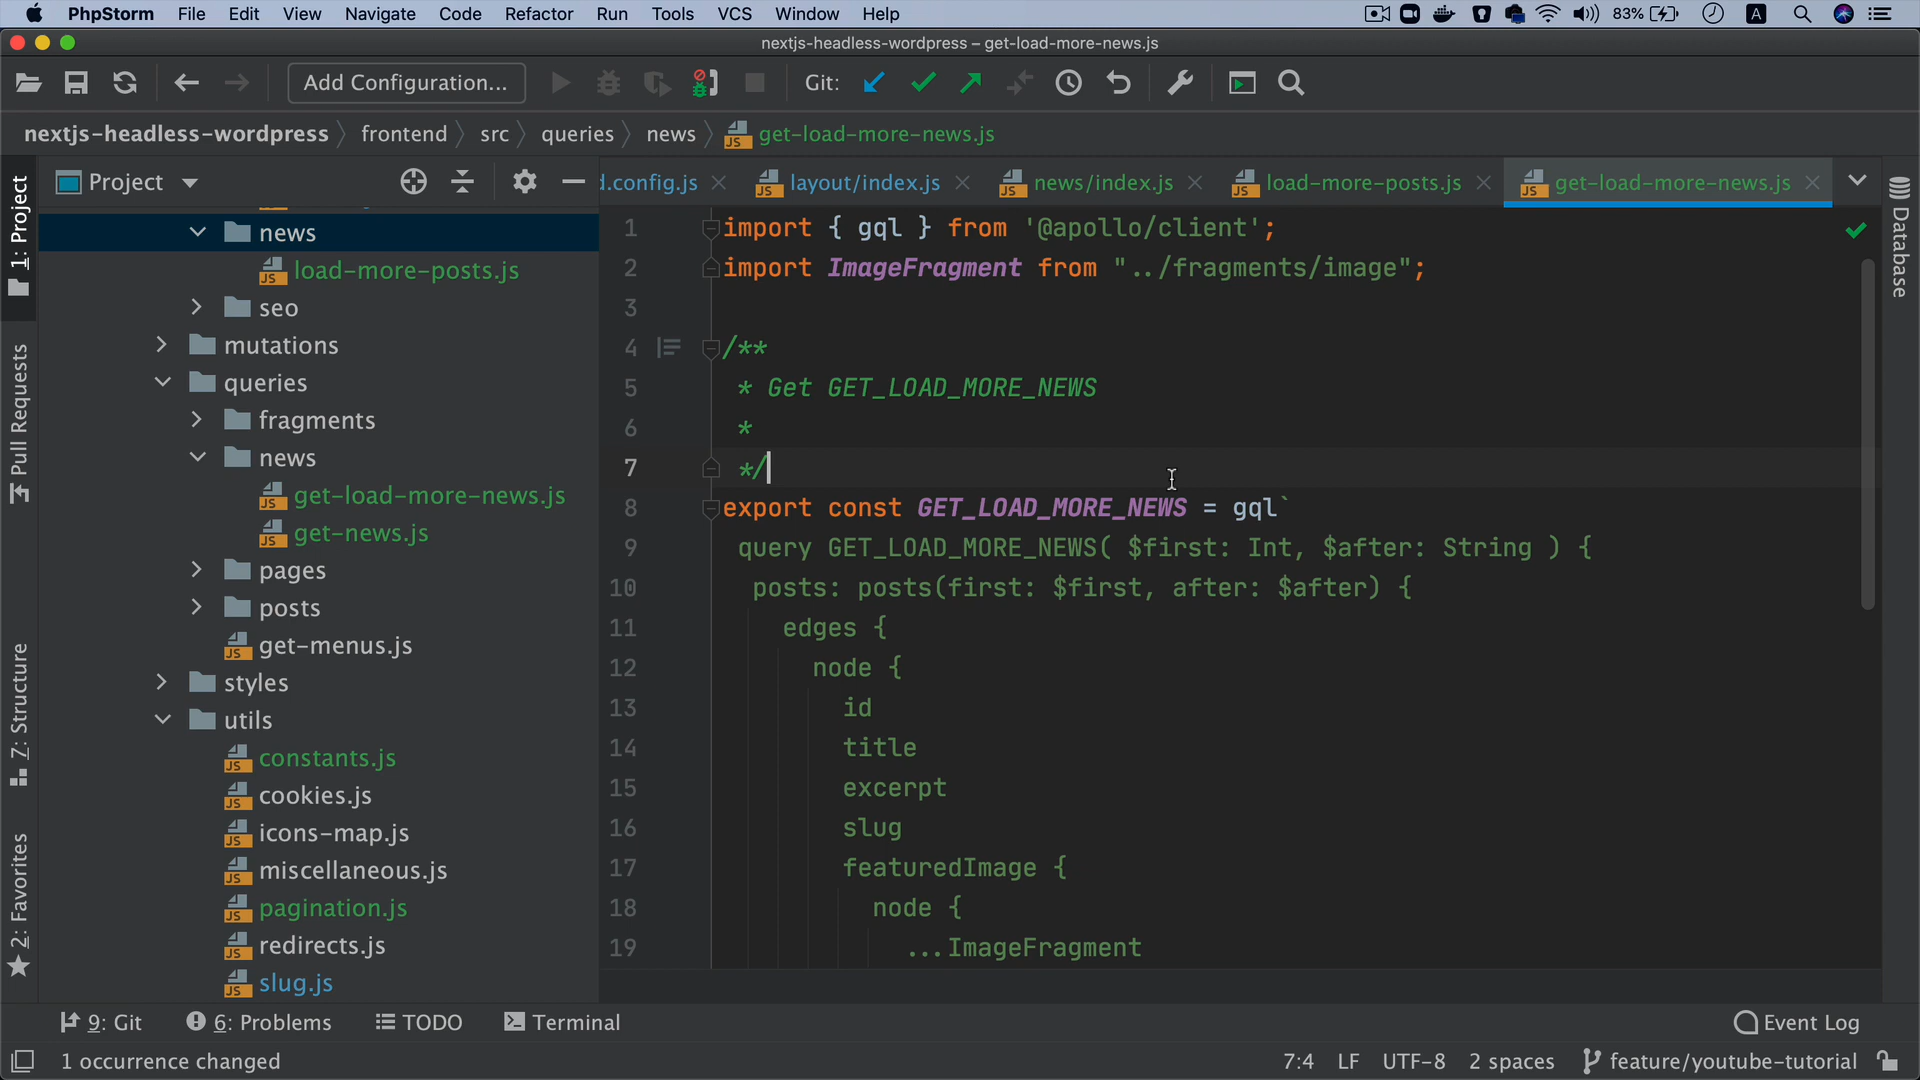 PhpStorm File Edit View Navigate Code Refactor Run Tools VCS Window Help 83% A
nextjs-headless-wordpress – get-load-more-news.js
Add Configuration... Git:
nextjs-headless-wordpress frontend src queries news get-load-more-news.js
Project
d.config.js layout/index.js news/index.js load-more-posts.js get-load-more-news.js
1: Project
Pull Requests
Z: Structure
2: Favorites
news
load-more-posts.js
seo
mutations
queries
fragments
news
get-load-more-news.js
get-news.js
pages
posts
get-menus.js
styles
utils
constants.js
cookies.js
icons-map.js
miscellaneous.js
pagination.js
redirects.js
slug.js
1 import { gql } from '@apollo/client';
2 import ImageFragment from "../fragments/image";
3
4 /**
5 * Get GET_LOAD_MORE_NEWS
6 *
7 */
8 export const GET_LOAD_MORE_NEWS = gql`
9 query GET_LOAD_MORE_NEWS( $first: Int, $after: String ) {
10 posts: posts(first: $first, after: $after) {
11 edges {
12 node {
13 id
14 title
15 excerpt
16 slug
17 featuredImage {
18 node {
19 ...ImageFragment
Database
9: Git 6: Problems TODO Terminal Event Log
1 occurrence changed 7:4 LF UTF-8 2 spaces feature/youtube-tutorial